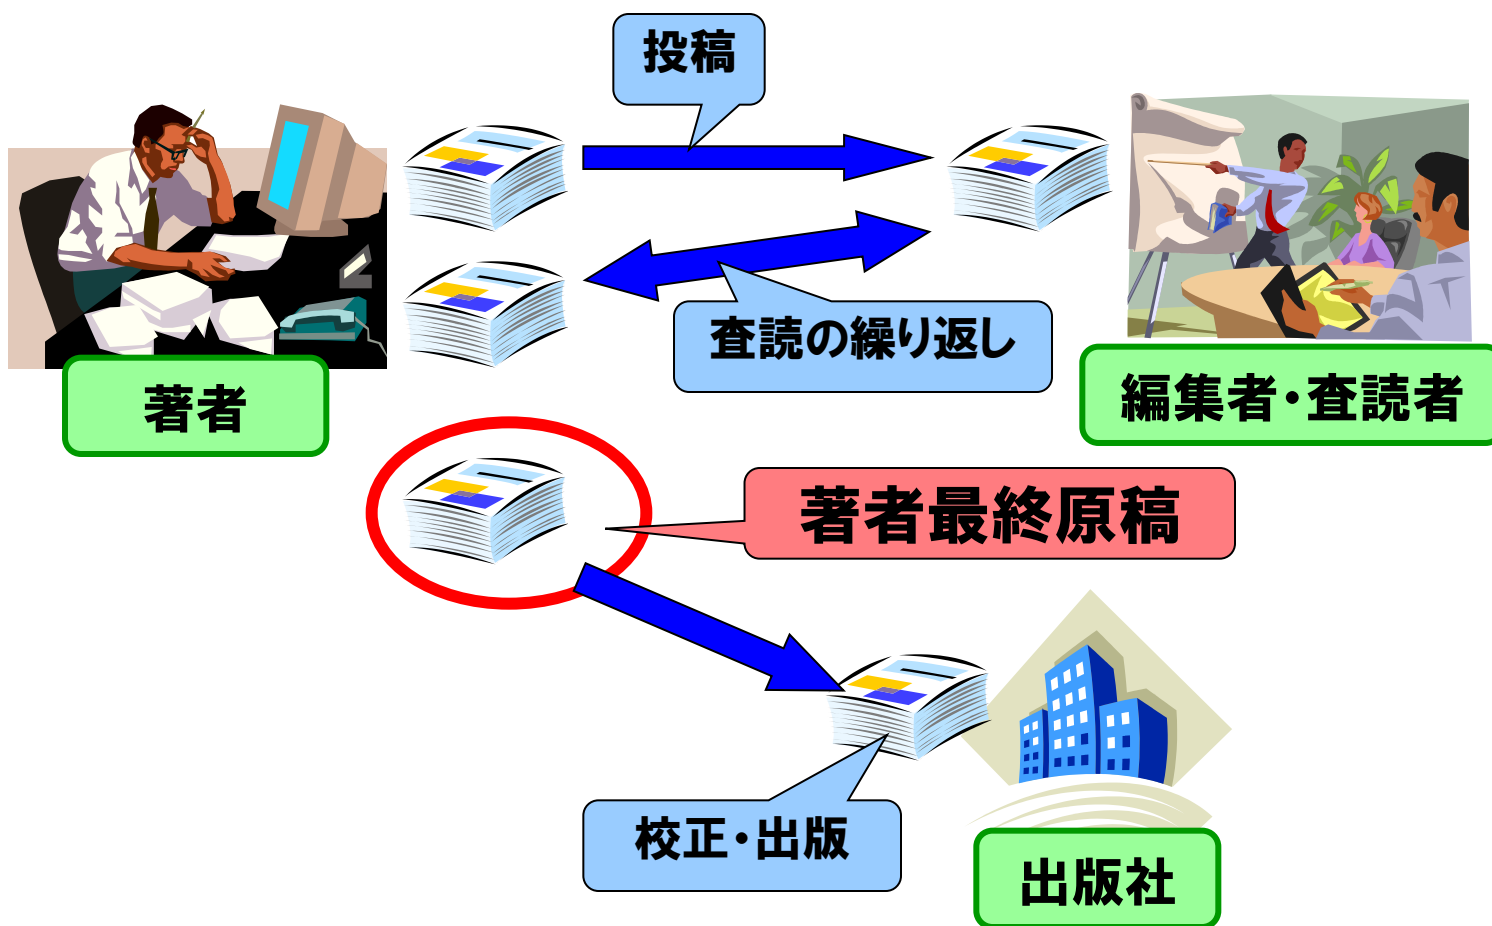 投稿
査読の繰り返し
著者
編集者・査読者
著者最終原稿
校正・出版
出版社